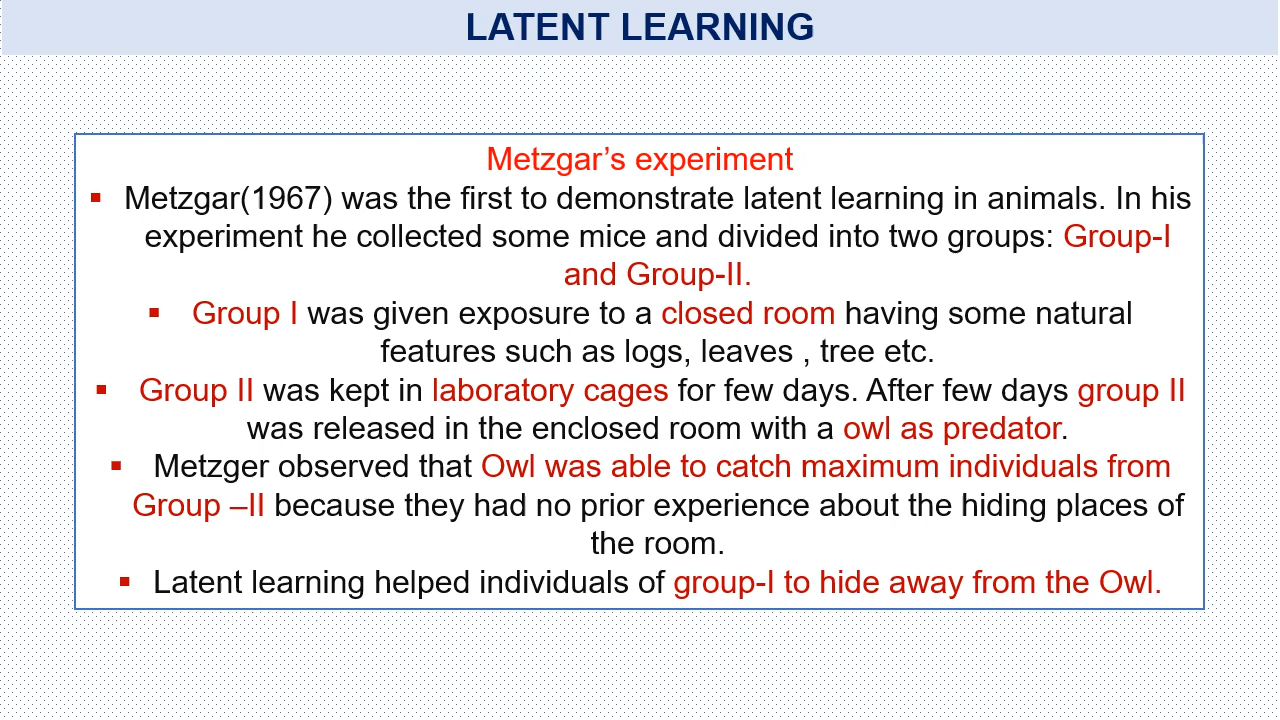 LATENT LEARNING
Metzgar’s experiment
▪ Metzgar(1967) was the first to demonstrate latent learning in animals. In his
experiment he collected some mice and divided into two groups: Group-I
and Group-II.
▪ Group I was given exposure to a closed room having some natural
features such as logs, leaves , tree etc.
▪ Group II was kept in laboratory cages for few days. After few days group II
was released in the enclosed room with a owl as predator.
▪ Metzger observed that Owl was able to catch maximum individuals from
Group –II because they had no prior experience about the hiding places of
the room.
▪ Latent learning helped individuals of group-I to hide away from the Owl.